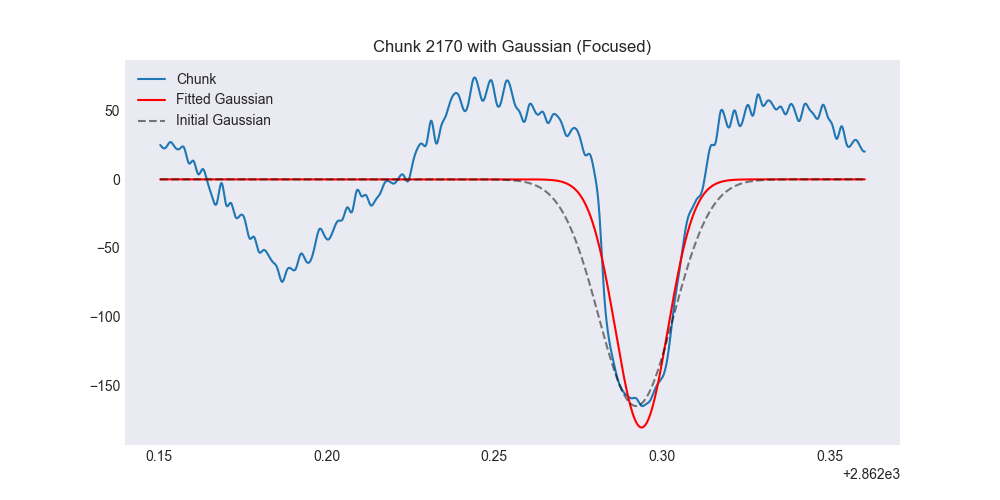 Chunk 2170 with Gaussian (Focused)
Chunk
Fitted Gaussian
Initial Gaussian
50
0
−50
−100
−150
0.15 0.20 0.25 0.30 0.35
+2.862e3